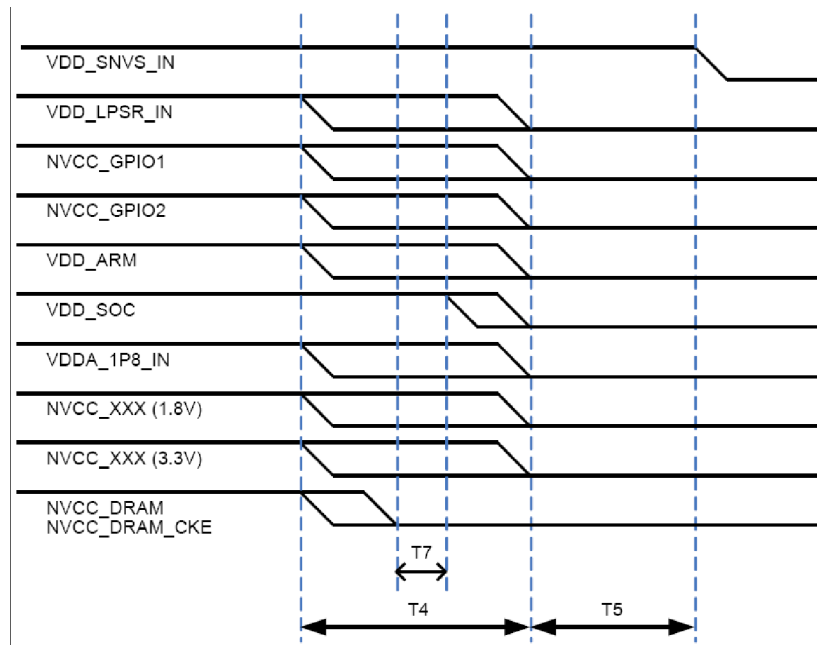 VDD_SNVS_IN
VDD_LPSR_IN
NVCC_GPIO1
NVCC_GPIO2
VDD_ARM
VDD_SOC
VDDA_1P8_IN
NVCC_XXX (1.8V)
NVCC_XXX (3.3V)
NVCC_DRAM
NVCC_DRAM_CKE
T7
T4
T5